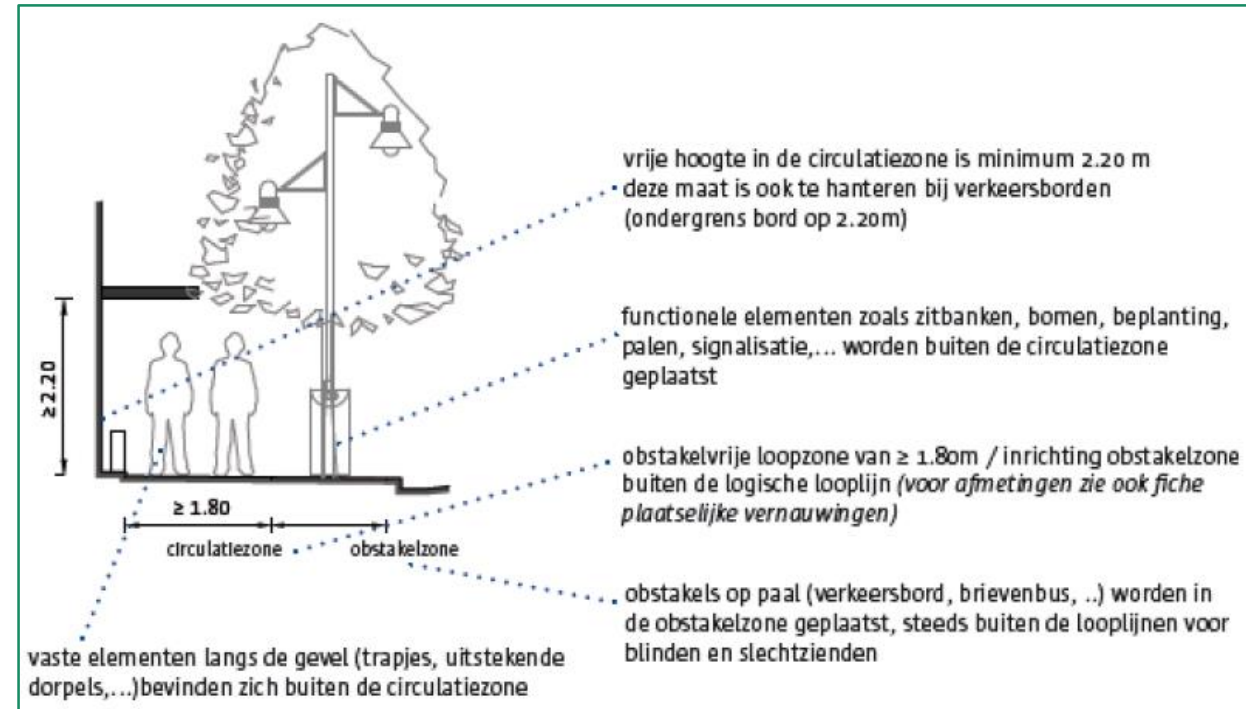 vrije hoogte in de circulatiezone is minimum 2.20 m
deze maat is ook te hanteren bij verkeersborden
(ondergrens bord op 2.20m)
functionele elementen zoals zitbanken, bomen, beplanting,
palen, signalisatie,... worden buiten de circulatiezone
geplaatst
≥2.20
obstakelvrije loopzone van ≥ 1.80m / inrichting obstakelzone
buiten de logische looplijn (voor afmetingen zie ook fiche
plaatselijke vernauwingen)
≥ 1.80
circulatiezone
obstakelzone
obstakels op paal (verkeersbord, brievenbus, ..) worden in
de obstakelzone geplaatst, steeds buiten de looplijnen voor
blinden en slechtzienden
vaste elementen langs de gevel (trapjes, uitstekende
dorpels,...)bevinden zich buiten de circulatiezone